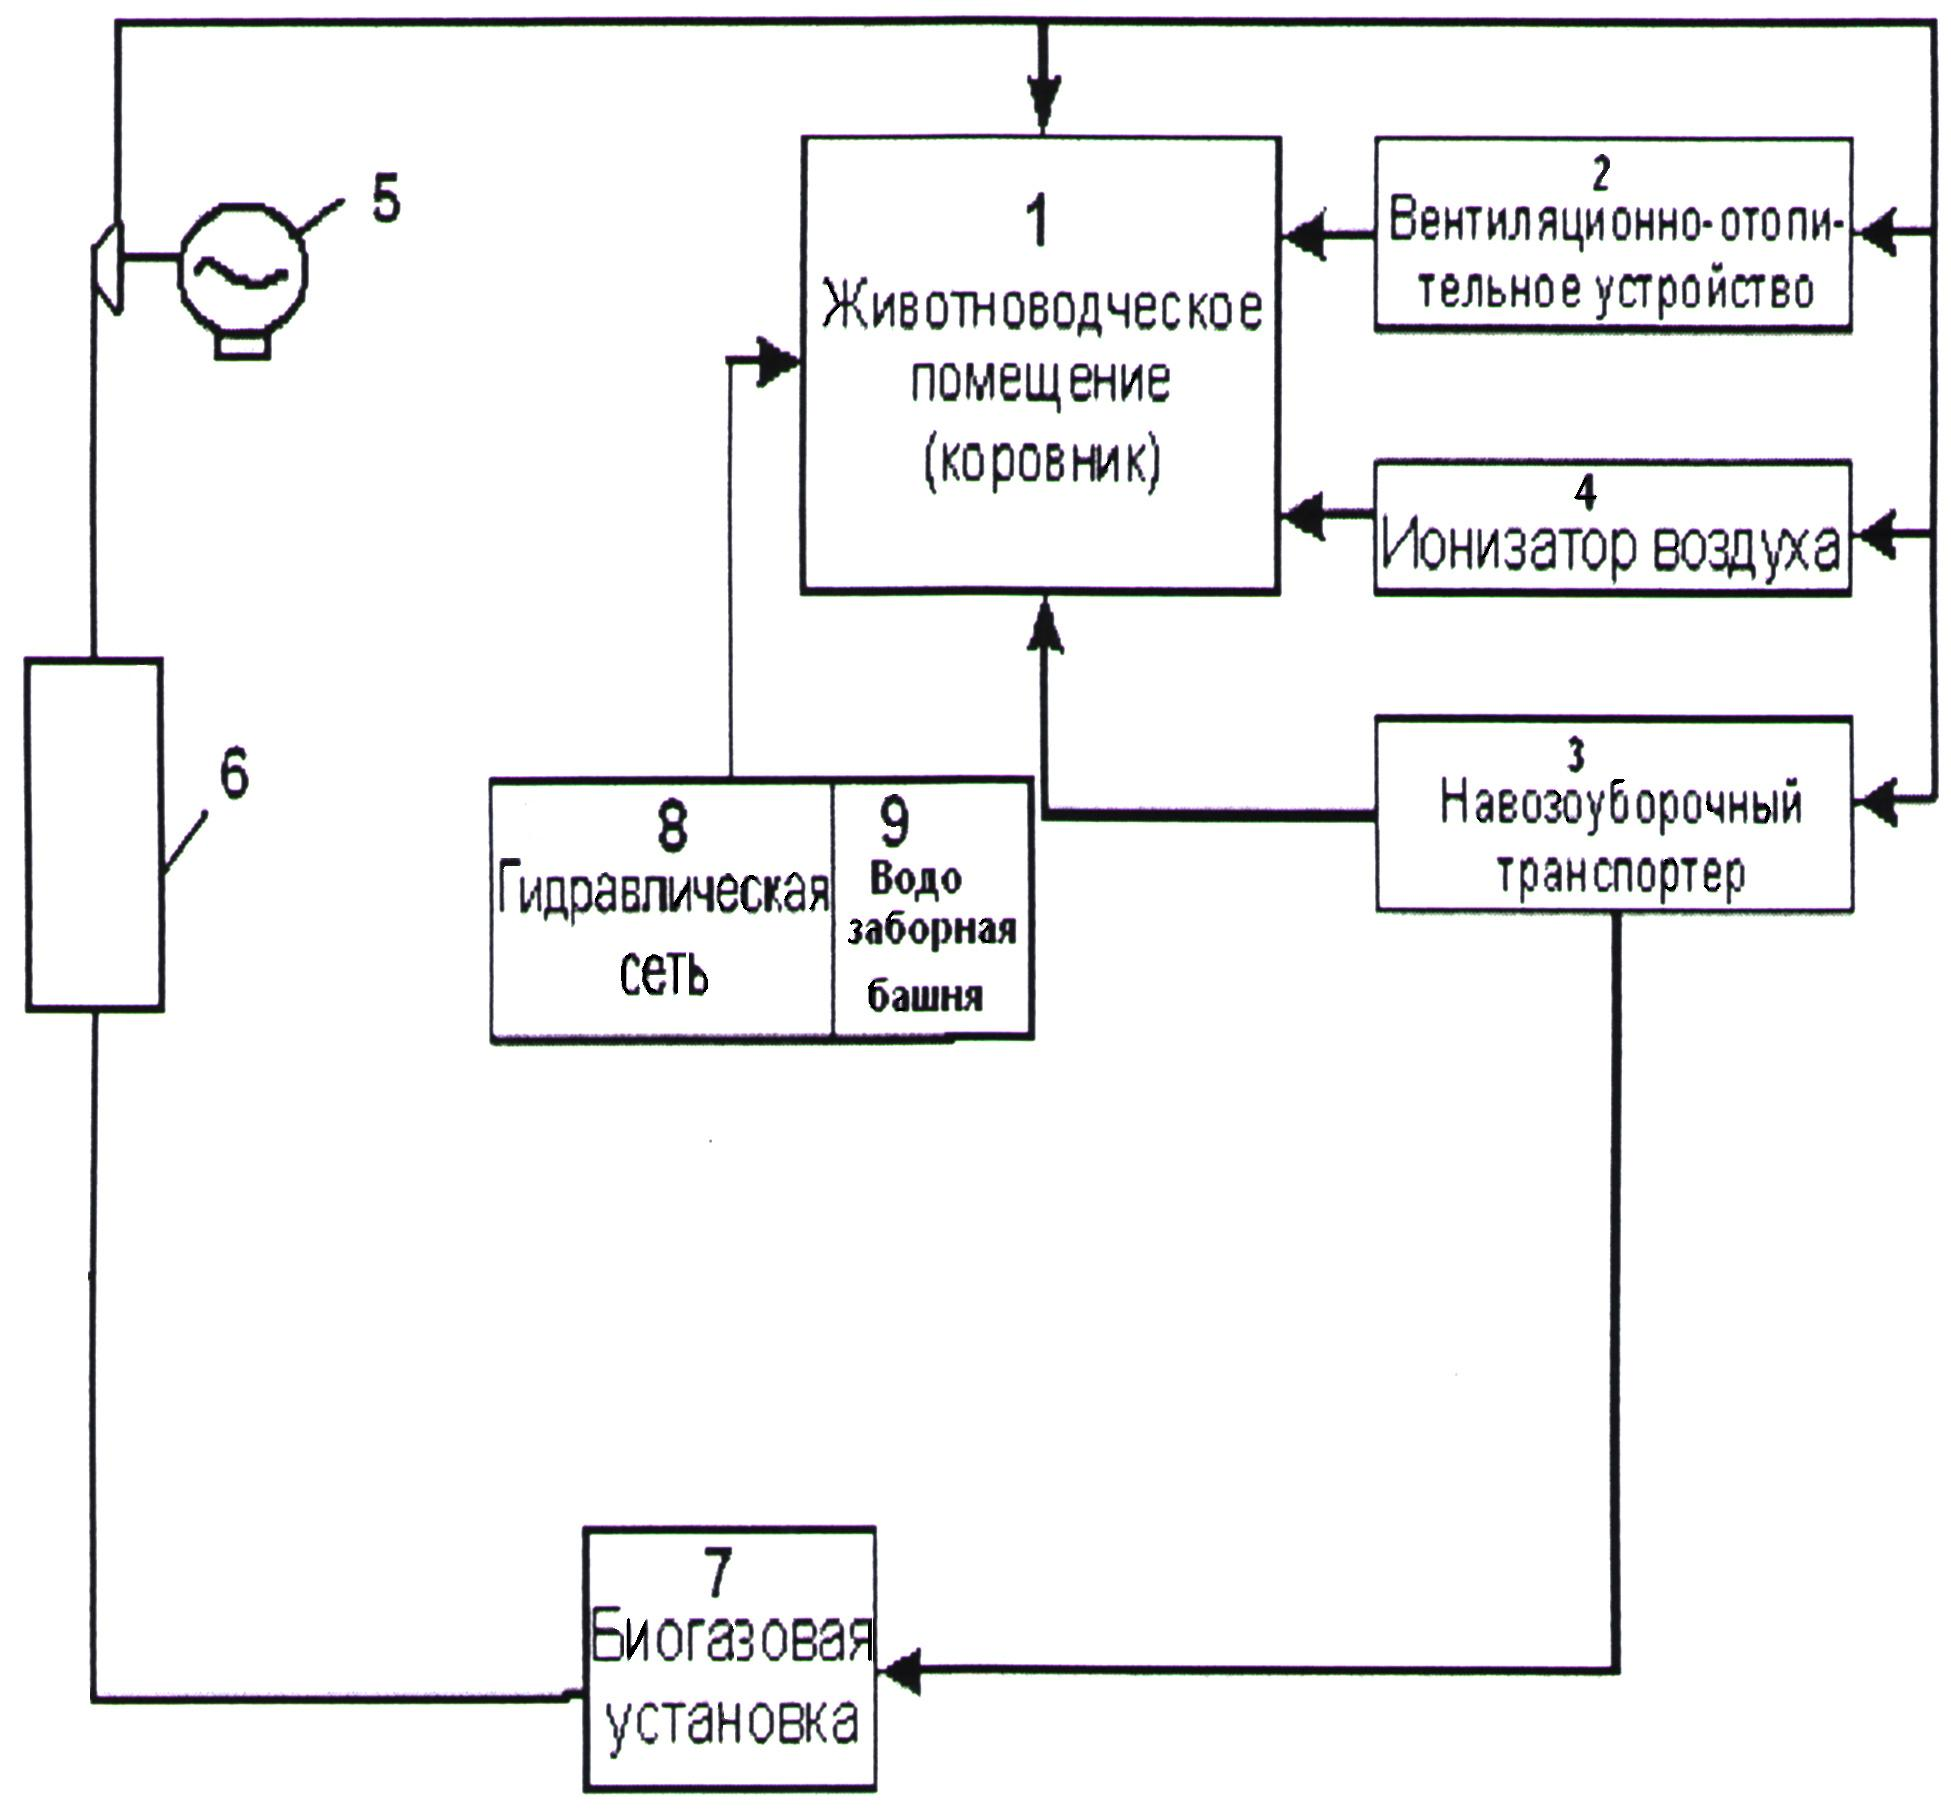 5
1
Животноводческое
помещение
(коровник)
2
Вентиляционно-отопи-
тельное устройство
4
Ионизатор воздуха
6
3
Навозоуборочный
транспортер
8
Гидравлическая
сеть
9
Водо
заборная
башня
7
Биогазовая
установка